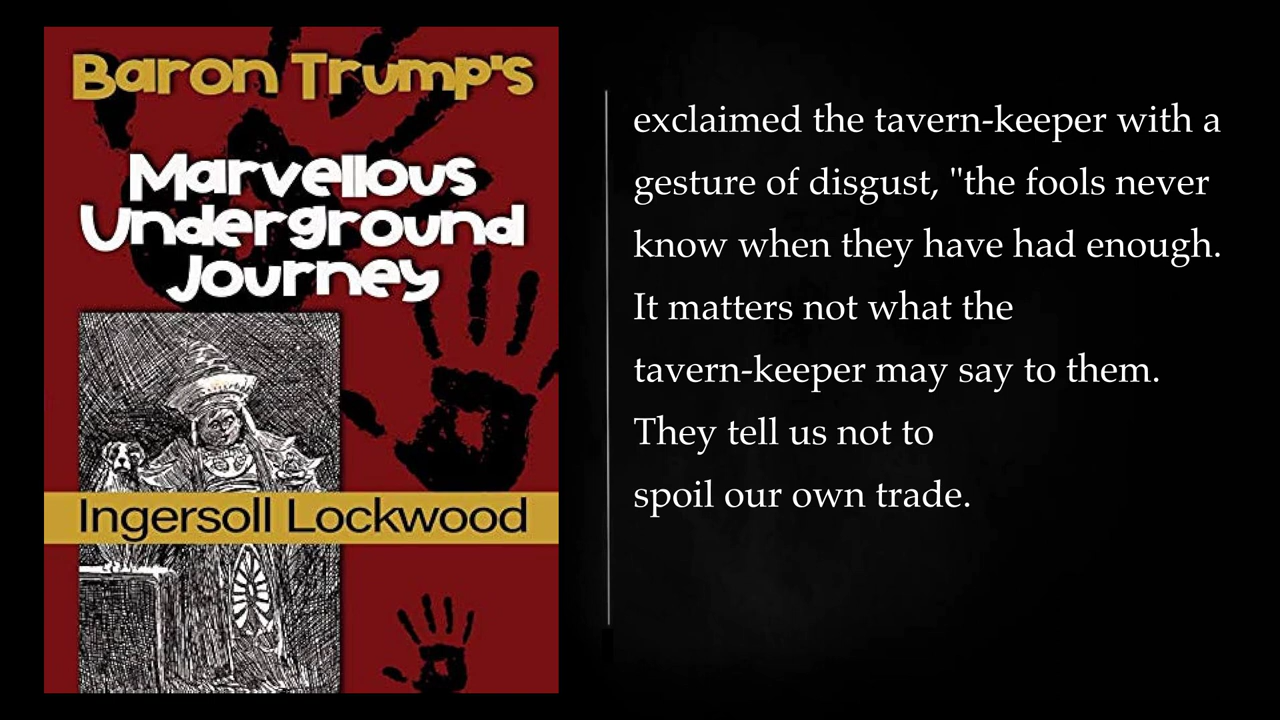 Baron Trump's
Marvellous
Underground
Journey
Ingersoll Lockwood
exclaimed the tavern-keeper with a
gesture of disgust, "the fools never
know when they have had enough.
It matters not what the
tavern-keeper may say to them.
They tell us not to
spoil our own trade.